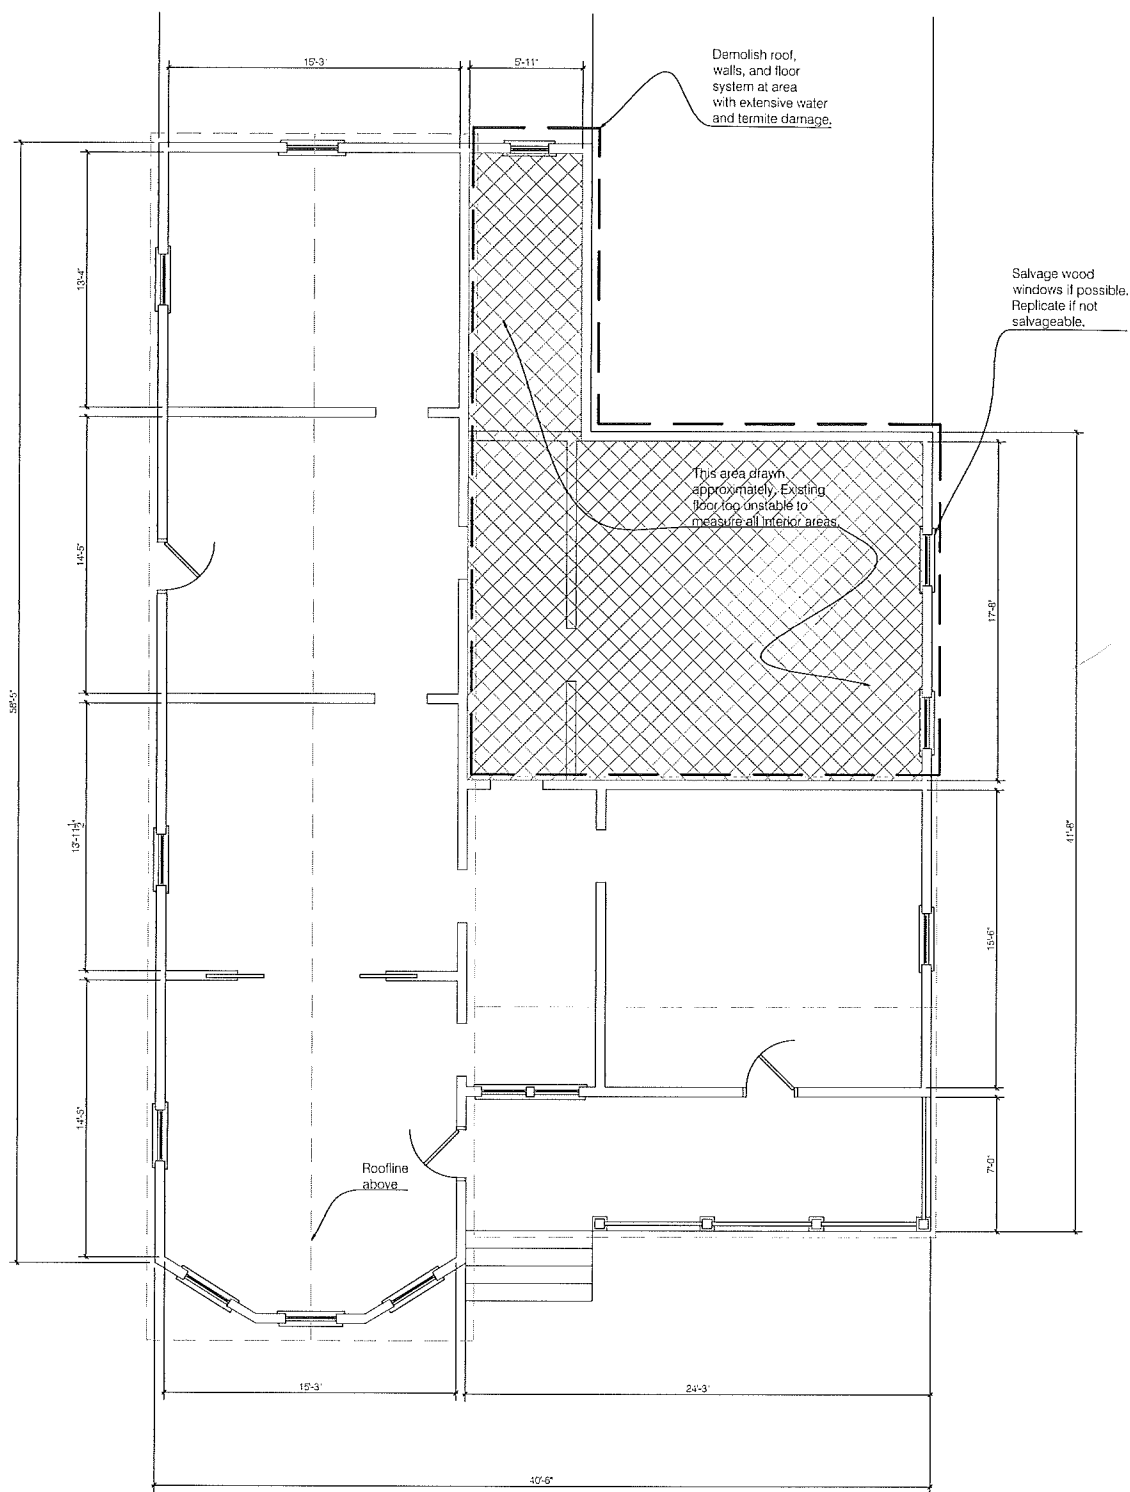 15'-3"
5'-11"
Demolish roof,
walls, and floor
system at area
with extensive water
and termite damage.
13'-4"
Salvage wood
windows if possible.
Replicate if not
salvageable.
This area drawn
approximately. Existing
floor too unstable to
measure all interior areas.
14'-5"
17'-8"
58'-5"
13'-11½"
41'-8"
15'-6"
14'-5"
7'-0"
Roofline
above
15'-3"
24'-3"
40'-6"